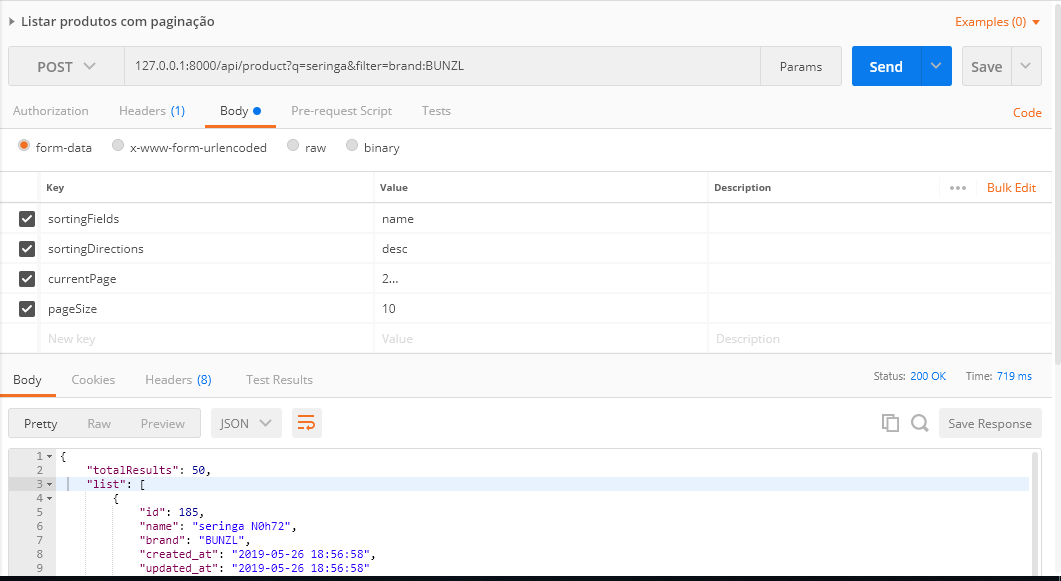 Listar produtos com paginação Examples (0)
POST 127.0.0.1:8000/api/product?q=seringa&filter=brand:BUNZL Params Send Save
Authorization Headers (1) Body Pre-request Script Tests Code
form-data x-www-form-urlencoded raw binary
Key Value Description ••• Bulk Edit
sortingFields name
sortingDirections desc
currentPage 2...
pageSize 10
New key Value Description
Body Cookies Headers (8) Test Results Status: 200 OK Time: 719 ms
Pretty Raw Preview JSON Save Response
1 {
2 "totalResults": 50,
3 "list": [
4 {
5 "id": 185,
6 "name": "seringa N0h72",
7 "brand": "BUNZL",
8 "created_at": "2019-05-26 18:56:58",
9 "updated_at": "2019-05-26 18:56:58"